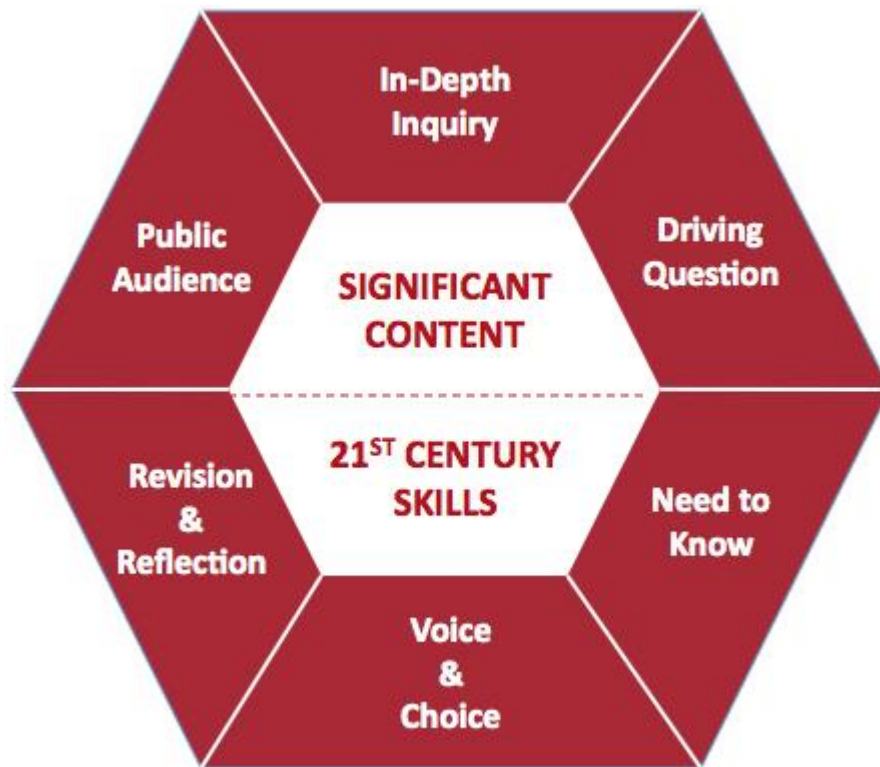 In-Depth
Inquiry
Driving
Question
Need to
Know
Voice
&
Choice
Revision
&
Reflection
Public
Audience
SIGNIFICANT
CONTENT
21ST CENTURY
SKILLS